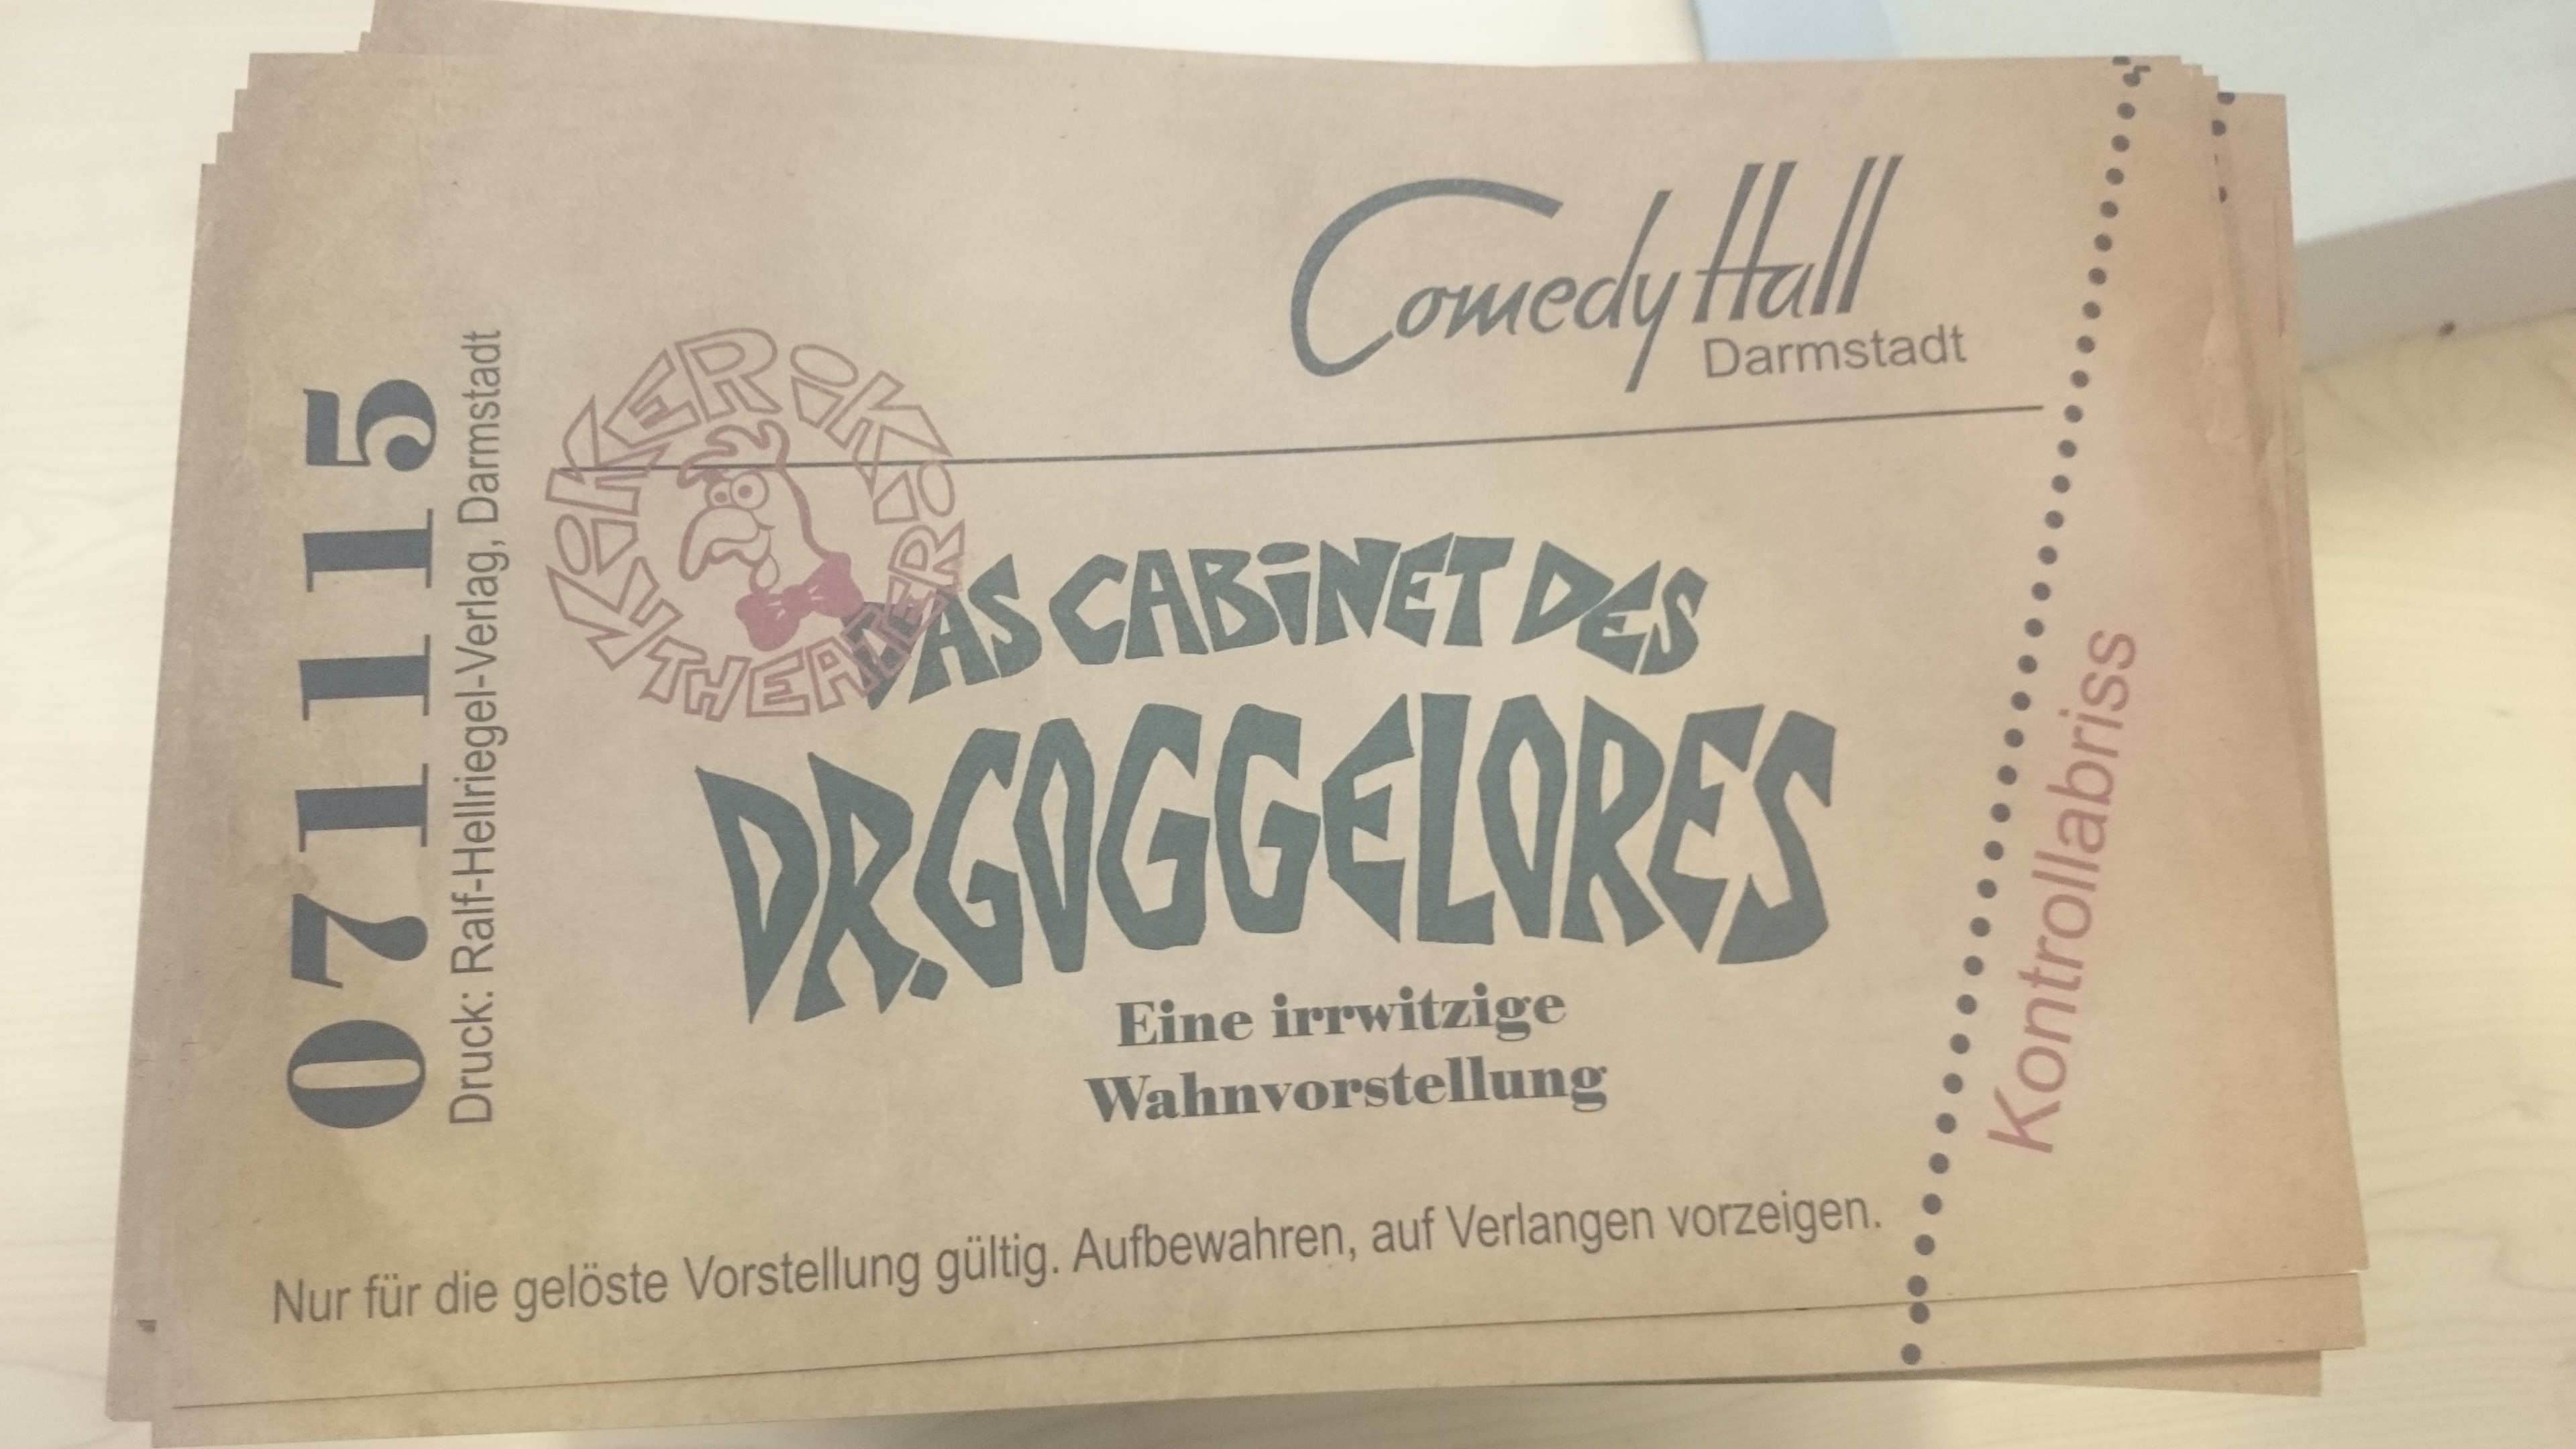 Comedy Hall
Darmstadt
KiKERiKi
THEATER
DAS CABiNET DES
DR. GOGGELORES
Eine irrwitzige
Wahnvorstellung
Nur für die gelöste Vorstellung gültig. Aufbewahren, auf Verlangen vorzeigen.
071115
Druck: Ralf-Hellriegel-Verlag, Darmstadt
Kontrollabriss